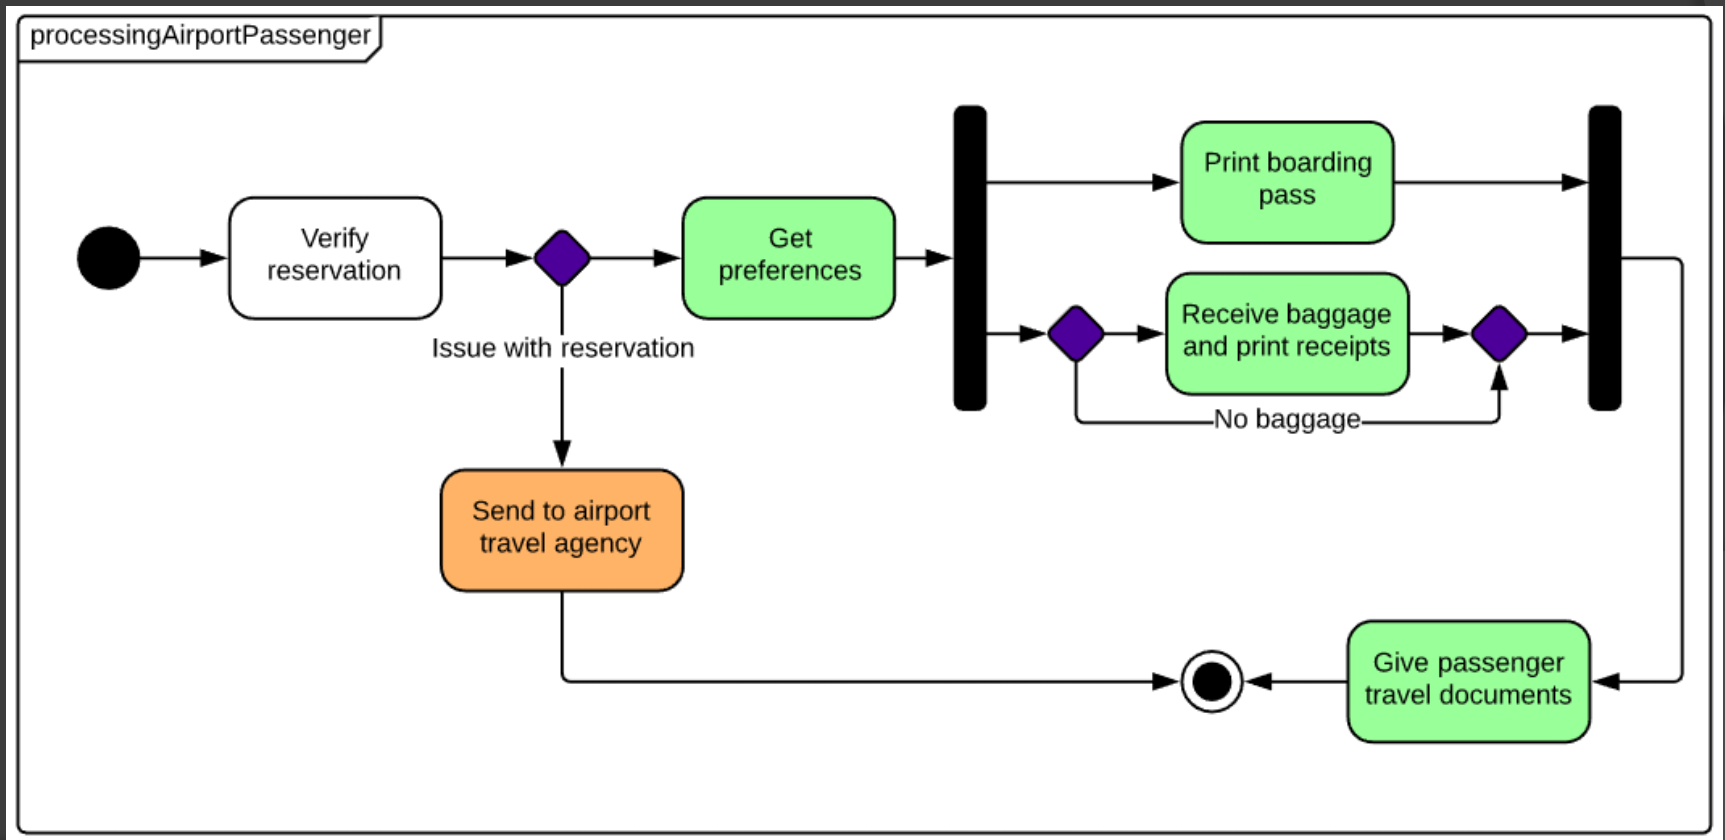 processingAirportPassenger
Verify
reservation
Issue with reservation
Get
preferences
Print boarding
pass
Receive baggage
and print receipts
No baggage
Send to airport
travel agency
Give passenger
travel documents